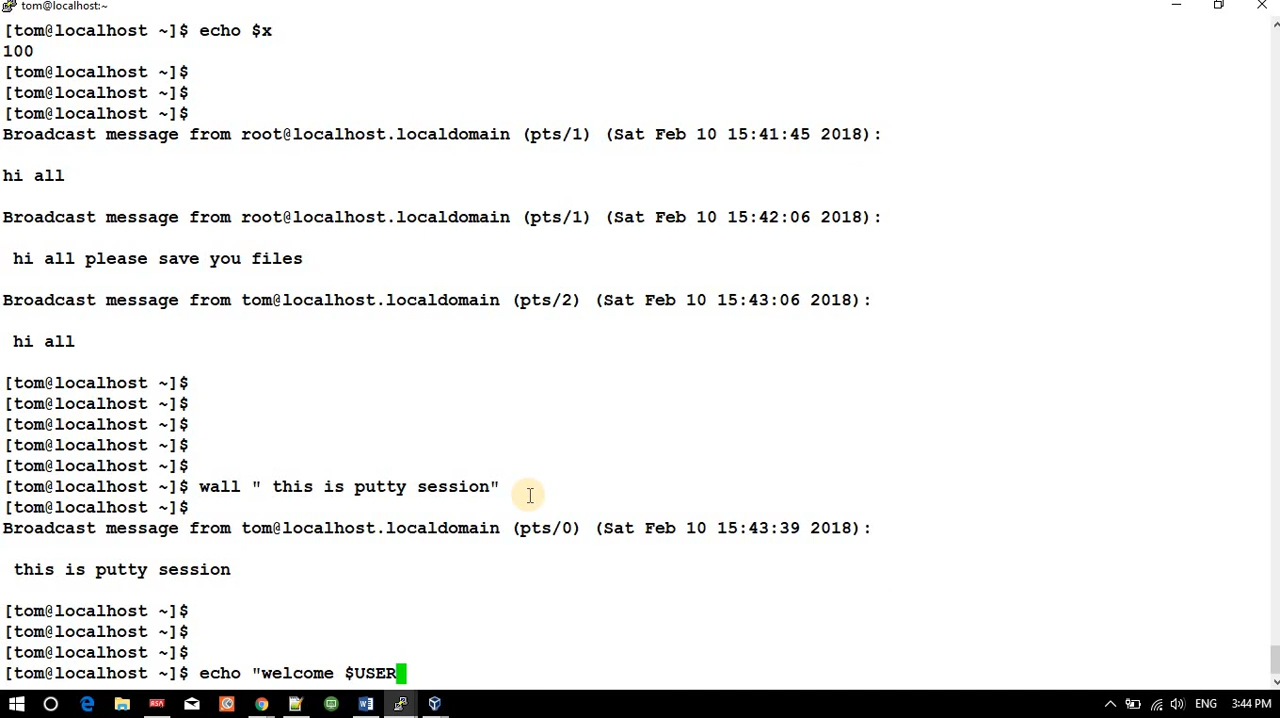 tom@localhost:~
[tom@localhost ~]$ echo $x
100
[tom@localhost ~]$
[tom@localhost ~]$
[tom@localhost ~]$
Broadcast message from root@localhost.localdomain (pts/1) (Sat Feb 10 15:41:45 2018):
hi all
Broadcast message from root@localhost.localdomain (pts/1) (Sat Feb 10 15:42:06 2018):
hi all please save you files
Broadcast message from tom@localhost.localdomain (pts/2) (Sat Feb 10 15:43:06 2018):
hi all
[tom@localhost ~]$
[tom@localhost ~]$
[tom@localhost ~]$
[tom@localhost ~]$
[tom@localhost ~]$
[tom@localhost ~]$ wall " this is putty session"
[tom@localhost ~]$
Broadcast message from tom@localhost.localdomain (pts/0) (Sat Feb 10 15:43:39 2018):
this is putty session
[tom@localhost ~]$
[tom@localhost ~]$
[tom@localhost ~]$
[tom@localhost ~]$ echo "welcome $USER
RSA
ENG
3:44 PM